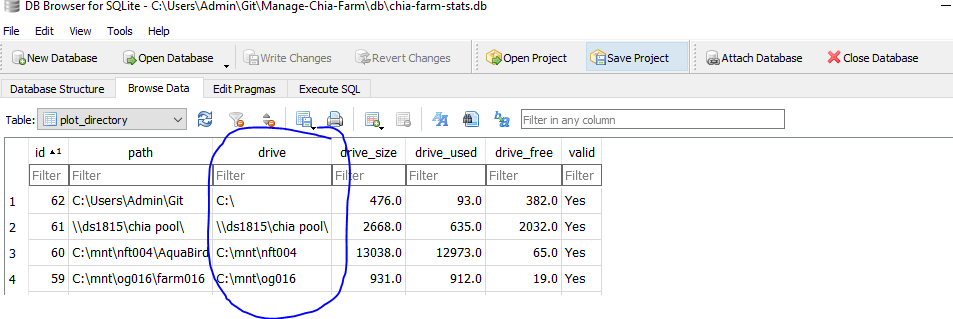 DB Browser for SQLite - C:\Users\Admin\Git\Manage-Chia-Farm\db\chia-farm-stats.db
File Edit View Tools Help
New Database Open Database Write Changes Revert Changes Open Project Save Project Attach Database Close Database
Database Structure Browse Data Edit Pragmas Execute SQL
Table: plot_directory Filter in any column
id 1 path drive drive_size drive_used drive_free valid
Filter Filter Filter Filter Filter Filter Filter
1 62 C:\Users\Admin\Git C:\ 476.0 93.0 382.0 Yes
2 61 \\ds1815\chia pool\ \\ds1815\chia pool\ 2668.0 635.0 2032.0 Yes
3 60 C:\mnt\nft004\AquaBird C:\mnt\nft004 13038.0 12973.0 65.0 Yes
4 59 C:\mnt\og016\farm016 C:\mnt\og016 931.0 912.0 19.0 Yes